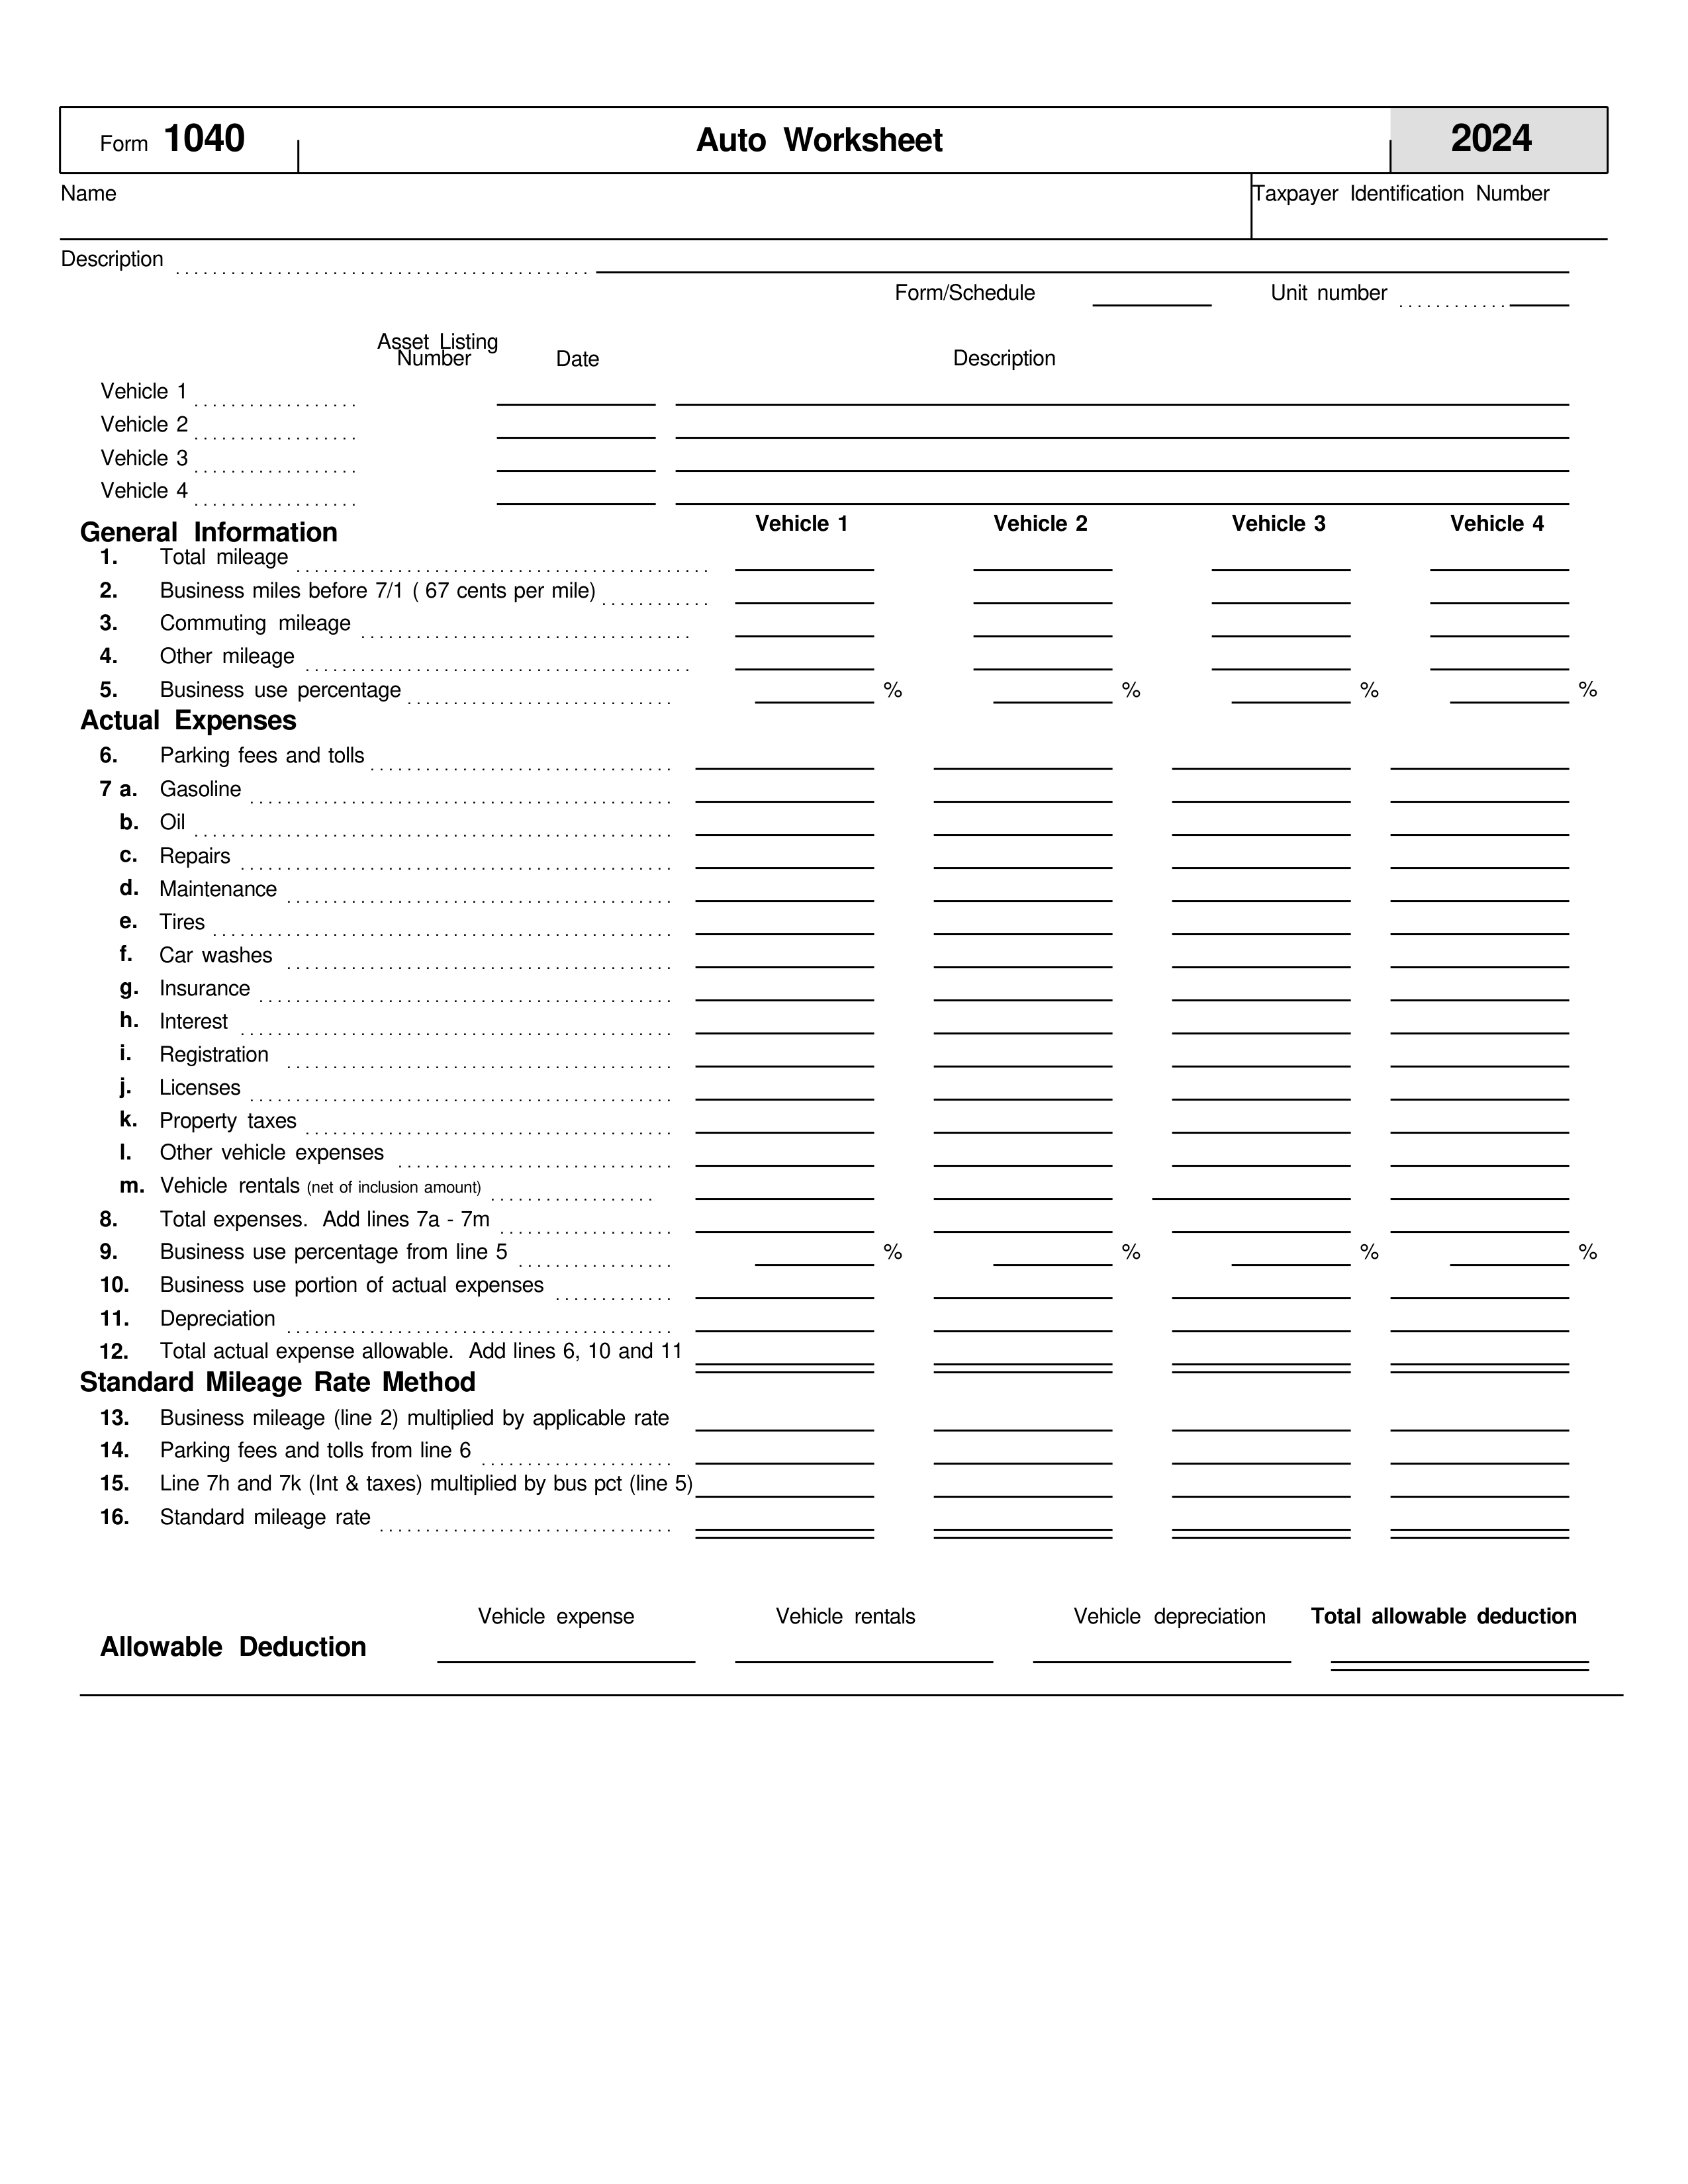 Form 1040 Auto Worksheet 2024
Name Taxpayer Identification Number
Description
Form/Schedule Unit number
Asset Listing
Number Date Description
Vehicle 1
Vehicle 2
Vehicle 3
Vehicle 4
General Information Vehicle 1 Vehicle 2 Vehicle 3 Vehicle 4
1. Total mileage
2. Business miles before 7/1 ( 67 cents per mile)
3. Commuting mileage
4. Other mileage
5. Business use percentage % % % %
Actual Expenses
6. Parking fees and tolls
7 a. Gasoline
b. Oil
c. Repairs
d. Maintenance
e. Tires
f. Car washes
g. Insurance
h. Interest
i. Registration
j. Licenses
k. Property taxes
l. Other vehicle expenses
m. Vehicle rentals (net of inclusion amount)
8. Total expenses. Add lines 7a - 7m
9. Business use percentage from line 5 % % % %
10. Business use portion of actual expenses
11. Depreciation
12. Total actual expense allowable. Add lines 6, 10 and 11
Standard Mileage Rate Method
13. Business mileage (line 2) multiplied by applicable rate
14. Parking fees and tolls from line 6
15. Line 7h and 7k (Int & taxes) multiplied by bus pct (line 5)
16. Standard mileage rate
Vehicle expense Vehicle rentals Vehicle depreciation Total allowable deduction
Allowable Deduction